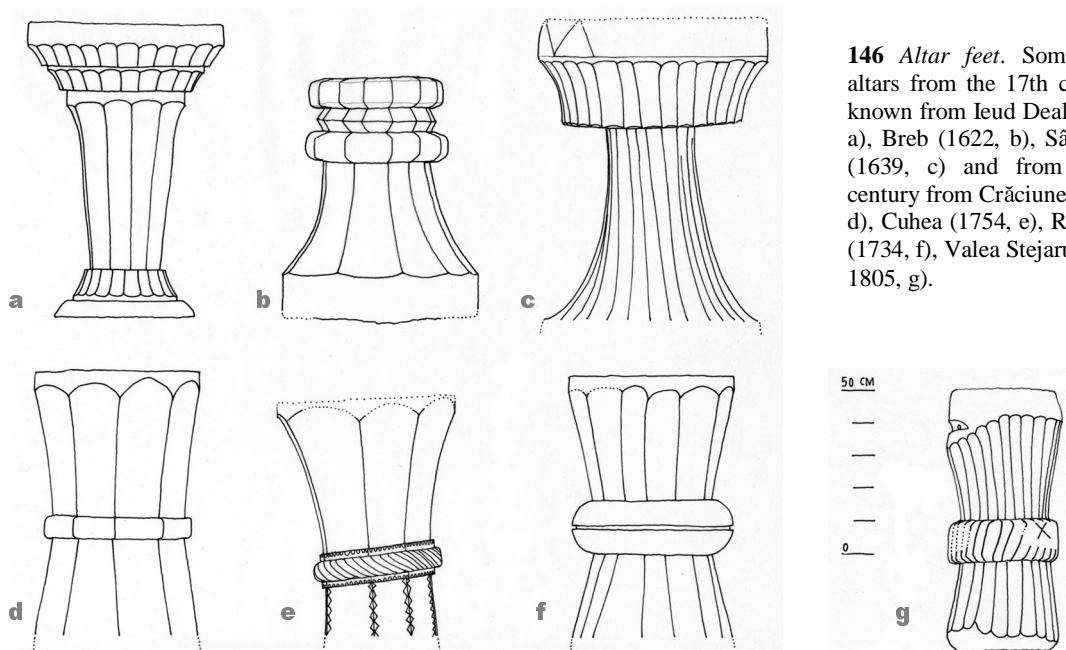 146 Altar feet. Som
altars from the 17th c
known from Ieud Deal
a), Breb (1622, b), Sâ
(1639, c) and from
century from Crăciune
d), Cuhea (1754, e), R
(1734, f), Valea Stejaru
1805, g).
a
b
c
50 CM
0
d
e
f
g